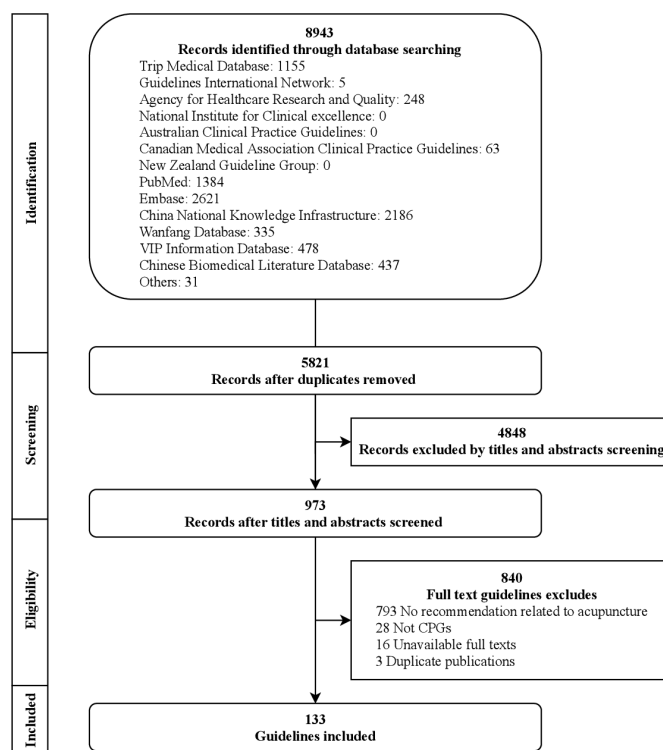 Identification
8943
Records identified through database searching
Trip Medical Database: 1155
Guidelines International Network: 5
Agency for Healthcare Research and Quality: 248
National Institute for Clinical excellence: 0
Australian Clinical Practice Guidelines: 0
Canadian Medical Association Clinical Practice Guidelines: 63
New Zealand Guideline Group: 0
PubMed: 1384
Embase: 2621
China National Knowledge Infrastructure: 2186
Wanfang Database: 335
VIP Information Database: 478
Chinese Biomedical Literature Database: 437
Others: 31
Screening
5821
Records after duplicates removed
4848
Records excluded by titles and abstracts screening
973
Records after titles and abstracts screened
Eligibility
840
Full text guidelines excludes
793 No recommendation related to acupuncture
28 Not CPGs
16 Unavailable full texts
3 Duplicate publications
Included
133
Guidelines included